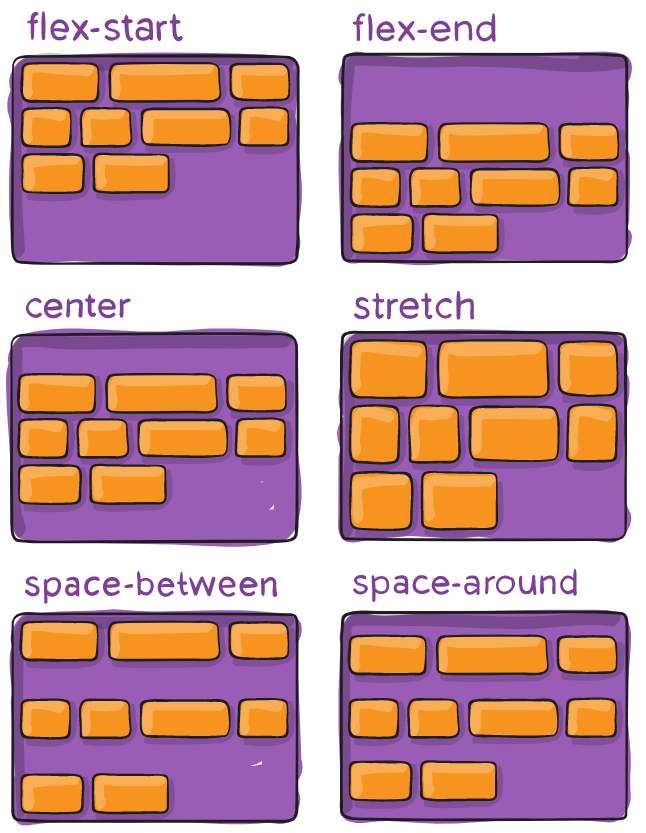 flex-start
flex-end
center
stretch
space-between
space-around